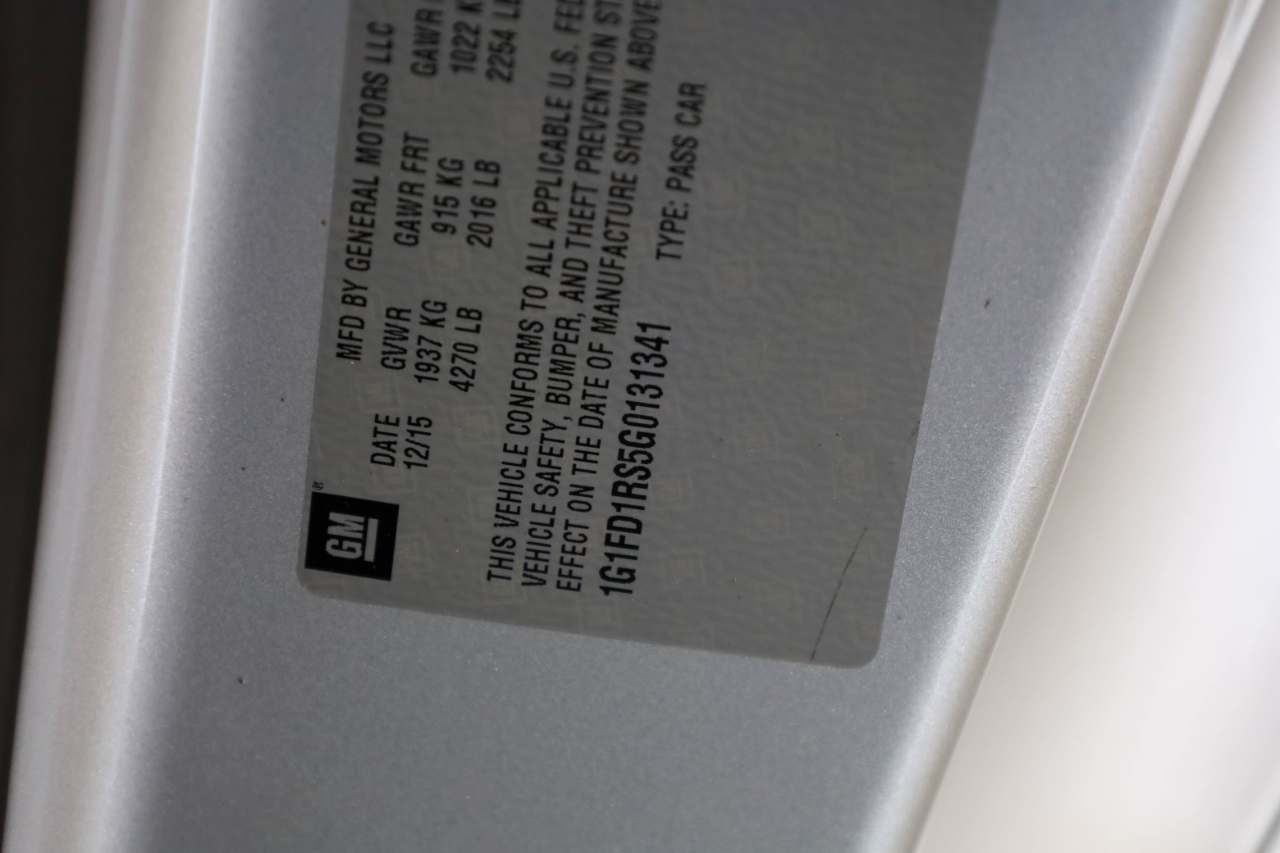 GM®
MFD BY GENERAL MOTORS LLC
DATE GVWR GAWR FRT GAWR
12/15 1937 KG 915 KG 1022 K
4270 LB 2016 LB 2254 L
THIS VEHICLE CONFORMS TO ALL APPLICABLE U.S. FED
VEHICLE SAFETY, BUMPER, AND THEFT PREVENTION ST
EFFECT ON THE DATE OF MANUFACTURE SHOWN ABOVE
1G1FD1RS5G0131341 TYPE: PASS CAR